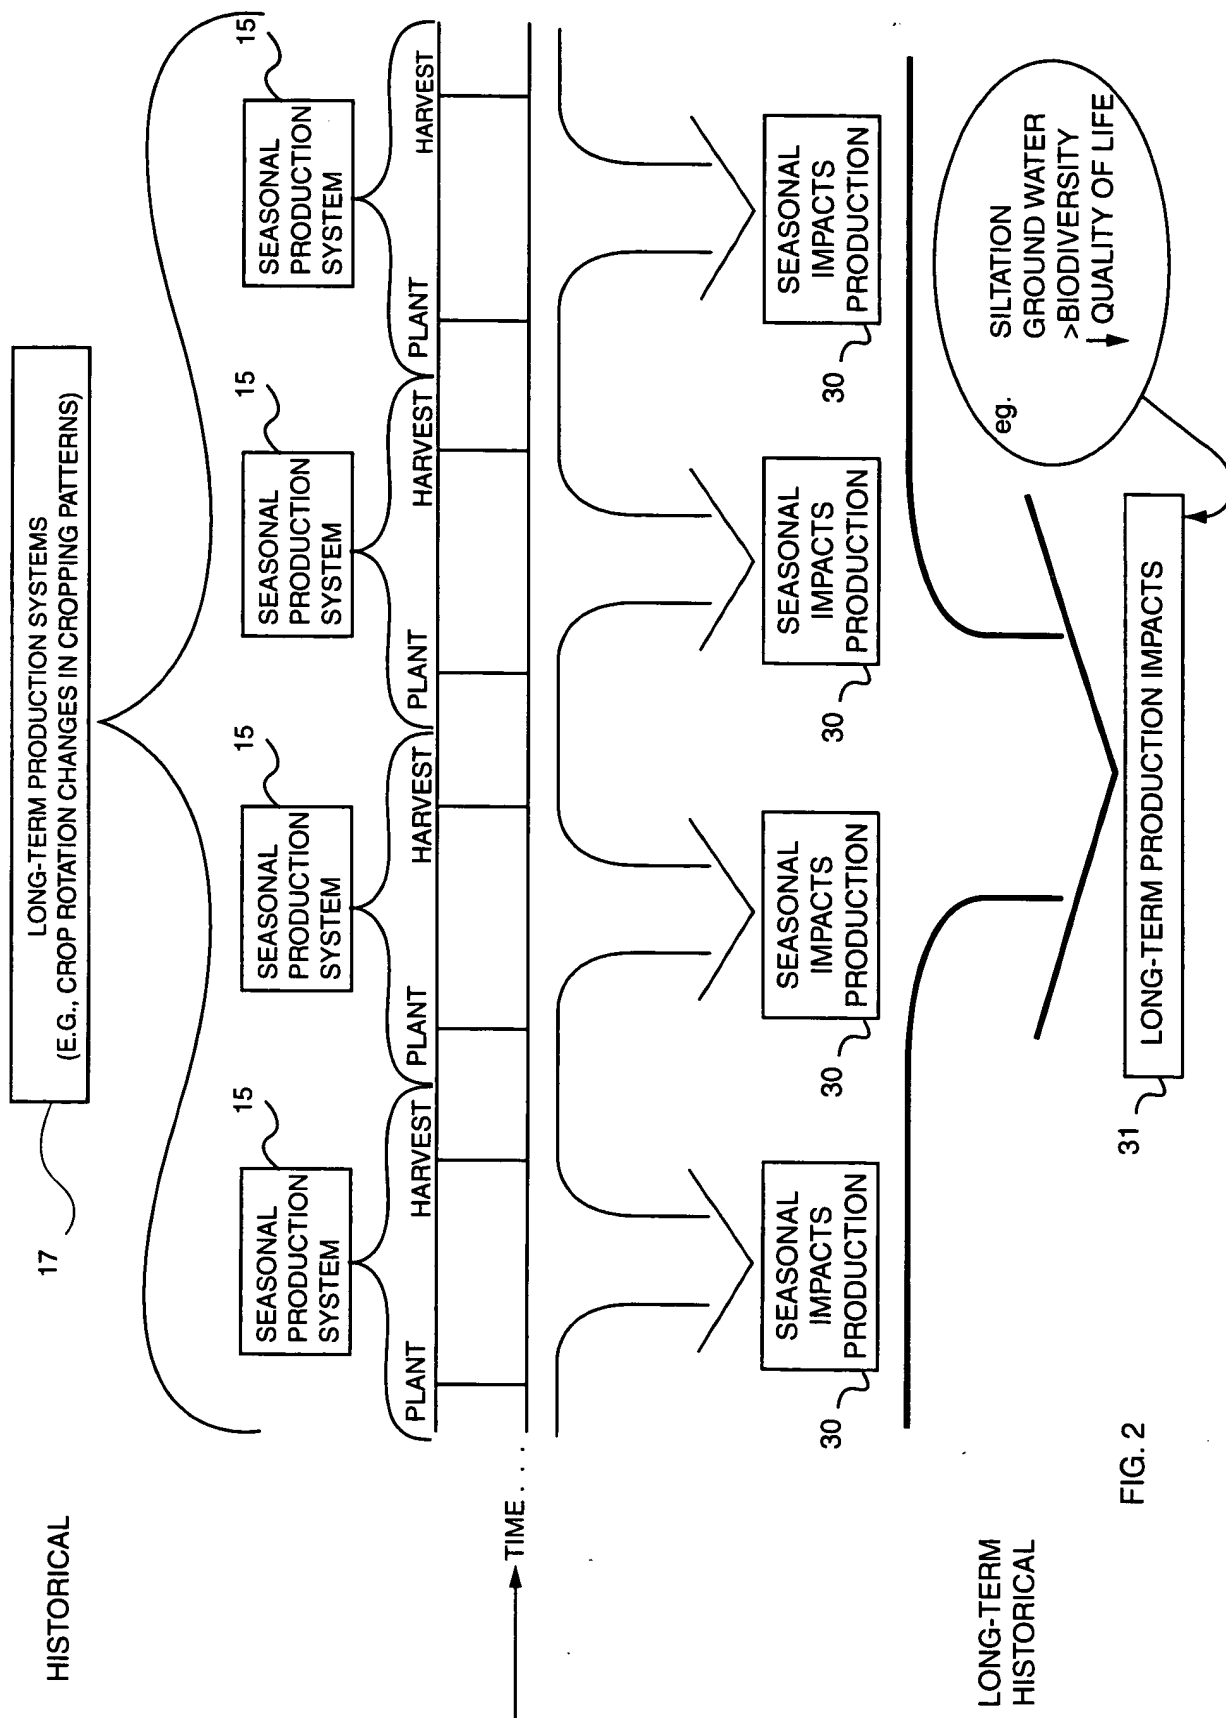 HISTORICAL
17
LONG-TERM PRODUCTION SYSTEMS
(E.G., CROP ROTATION CHANGES IN CROPPING PATTERNS)
15
SEASONAL
PRODUCTION
SYSTEM
15
SEASONAL
PRODUCTION
SYSTEM
15
SEASONAL
PRODUCTION
SYSTEM
15
SEASONAL
PRODUCTION
SYSTEM
PLANT
HARVEST
PLANT
HARVEST
PLANT
HARVEST
PLANT
HARVEST
TIME . . .
SEASONAL
IMPACTS
PRODUCTION
30
SEASONAL
IMPACTS
PRODUCTION
30
SEASONAL
IMPACTS
PRODUCTION
30
SEASONAL
IMPACTS
PRODUCTION
30
LONG-TERM
HISTORICAL
eg.
SILTATION
GROUND WATER
>BIODIVERSITY
↓ QUALITY OF LIFE
31
LONG-TERM PRODUCTION IMPACTS
FIG. 2